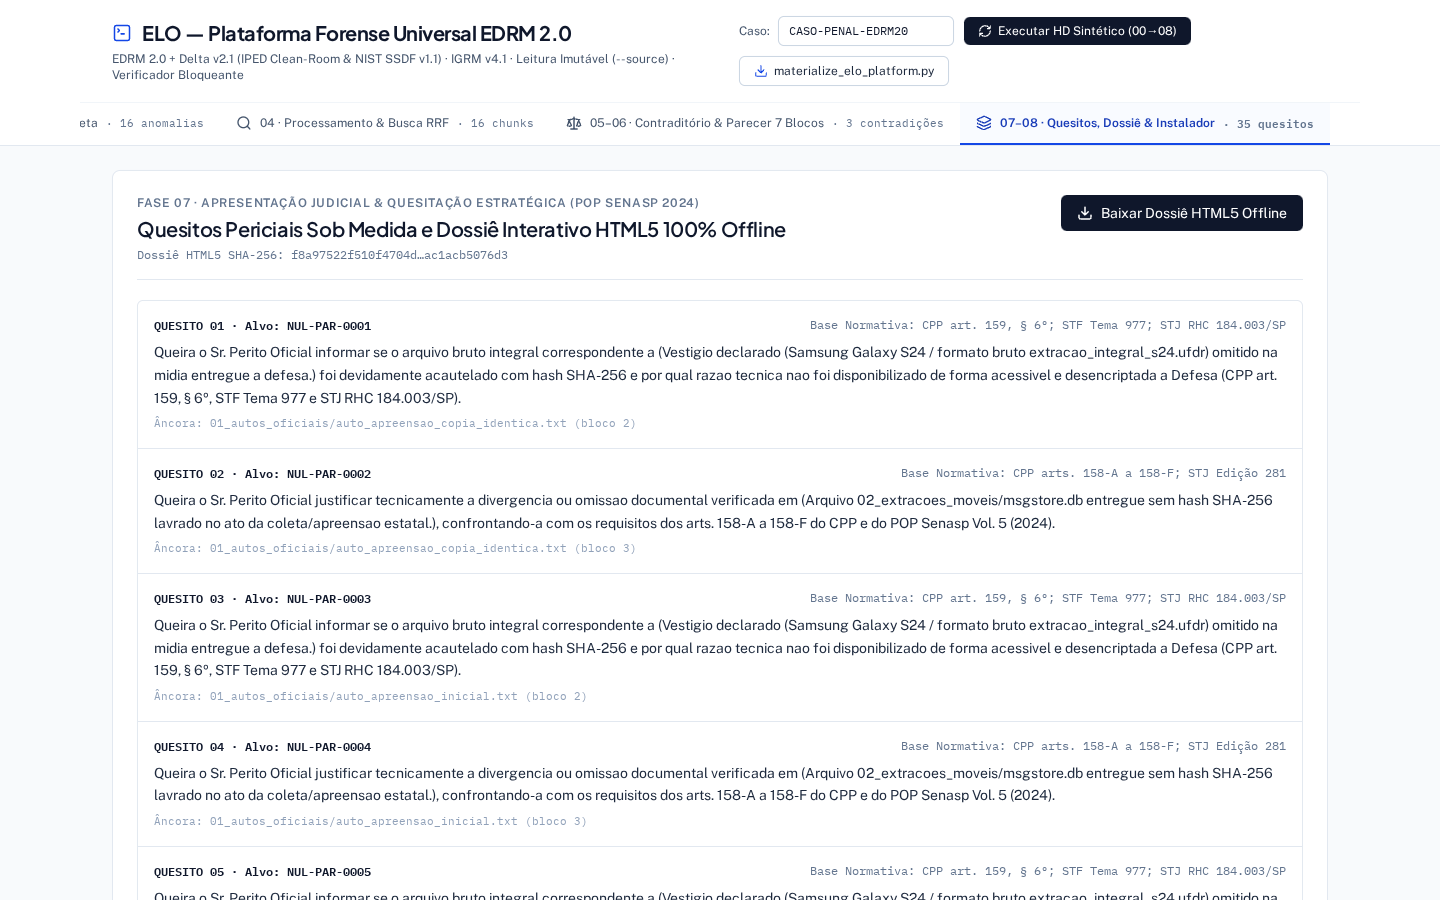 ELO — Plataforma Forense Universal EDRM 2.0
EDRM 2.0 + Delta v2.1 (IPED Clean-Room & NIST SSDF v1.1) · IGRM v4.1 · Leitura Imutável (--source) ·
Verificador Bloqueante
Caso: CASO-PENAL-EDRM20
Executar HD Sintético (00→08)
materialize_elo_platform.py
eta · 16 anomalias
04 · Processamento & Busca RRF · 16 chunks
05–06 · Contraditório & Parecer 7 Blocos · 3 contradições
07–08 · Quesitos, Dossiê & Instalador · 35 quesitos
FASE 07 · APRESENTAÇÃO JUDICIAL & QUESITAÇÃO ESTRATÉGICA (POP SENASP 2024)
Quesitos Periciais Sob Medida e Dossiê Interativo HTML5 100% Offline
Dossiê HTML5 SHA-256: f8a97522f510f4704d…ac1acb5076d3
Baixar Dossiê HTML5 Offline
QUESITO 01 · Alvo: NUL-PAR-0001
Base Normativa: CPP art. 159, § 6º; STF Tema 977; STJ RHC 184.003/SP
Queira o Sr. Perito Oficial informar se o arquivo bruto integral correspondente a (Vestigio declarado (Samsung Galaxy S24 / formato bruto extracao_integral_s24.ufdr) omitido na
midia entregue a defesa.) foi devidamente acautelado com hash SHA-256 e por qual razao tecnica nao foi disponibilizado de forma acessivel e desencriptada a Defesa (CPP art.
159, § 6º, STF Tema 977 e STJ RHC 184.003/SP).
Âncora: 01_autos_oficiais/auto_apreensao_copia_identica.txt (bloco 2)
QUESITO 02 · Alvo: NUL-PAR-0002
Base Normativa: CPP arts. 158-A a 158-F; STJ Edição 281
Queira o Sr. Perito Oficial justificar tecnicamente a divergencia ou omissao documental verificada em (Arquivo 02_extracoes_moveis/msgstore.db entregue sem hash SHA-256
lavrado no ato da coleta/apreensao estatal.), confrontando-a com os requisitos dos arts. 158-A a 158-F do CPP e do POP Senasp Vol. 5 (2024).
Âncora: 01_autos_oficiais/auto_apreensao_copia_identica.txt (bloco 3)
QUESITO 03 · Alvo: NUL-PAR-0003
Base Normativa: CPP art. 159, § 6º; STF Tema 977; STJ RHC 184.003/SP
Queira o Sr. Perito Oficial informar se o arquivo bruto integral correspondente a (Vestigio declarado (Samsung Galaxy S24 / formato bruto extracao_integral_s24.ufdr) omitido na
midia entregue a defesa.) foi devidamente acautelado com hash SHA-256 e por qual razao tecnica nao foi disponibilizado de forma acessivel e desencriptada a Defesa (CPP art.
159, § 6º, STF Tema 977 e STJ RHC 184.003/SP).
Âncora: 01_autos_oficiais/auto_apreensao_inicial.txt (bloco 2)
QUESITO 04 · Alvo: NUL-PAR-0004
Base Normativa: CPP arts. 158-A a 158-F; STJ Edição 281
Queira o Sr. Perito Oficial justificar tecnicamente a divergencia ou omissao documental verificada em (Arquivo 02_extracoes_moveis/msgstore.db entregue sem hash SHA-256
lavrado no ato da coleta/apreensao estatal.), confrontando-a com os requisitos dos arts. 158-A a 158-F do CPP e do POP Senasp Vol. 5 (2024).
Âncora: 01_autos_oficiais/auto_apreensao_inicial.txt (bloco 3)
QUESITO 05 · Alvo: NUL-PAR-0005
Base Normativa: CPP art. 159, § 6º; STF Tema 977; STJ RHC 184.003/SP
Queira o Sr. Perito Oficial informar se o arquivo bruto integral correspondente a (Vestigio declarado (Samsung Galaxy S24 / formato bruto extracao_integral_s24.ufdr) omitido na